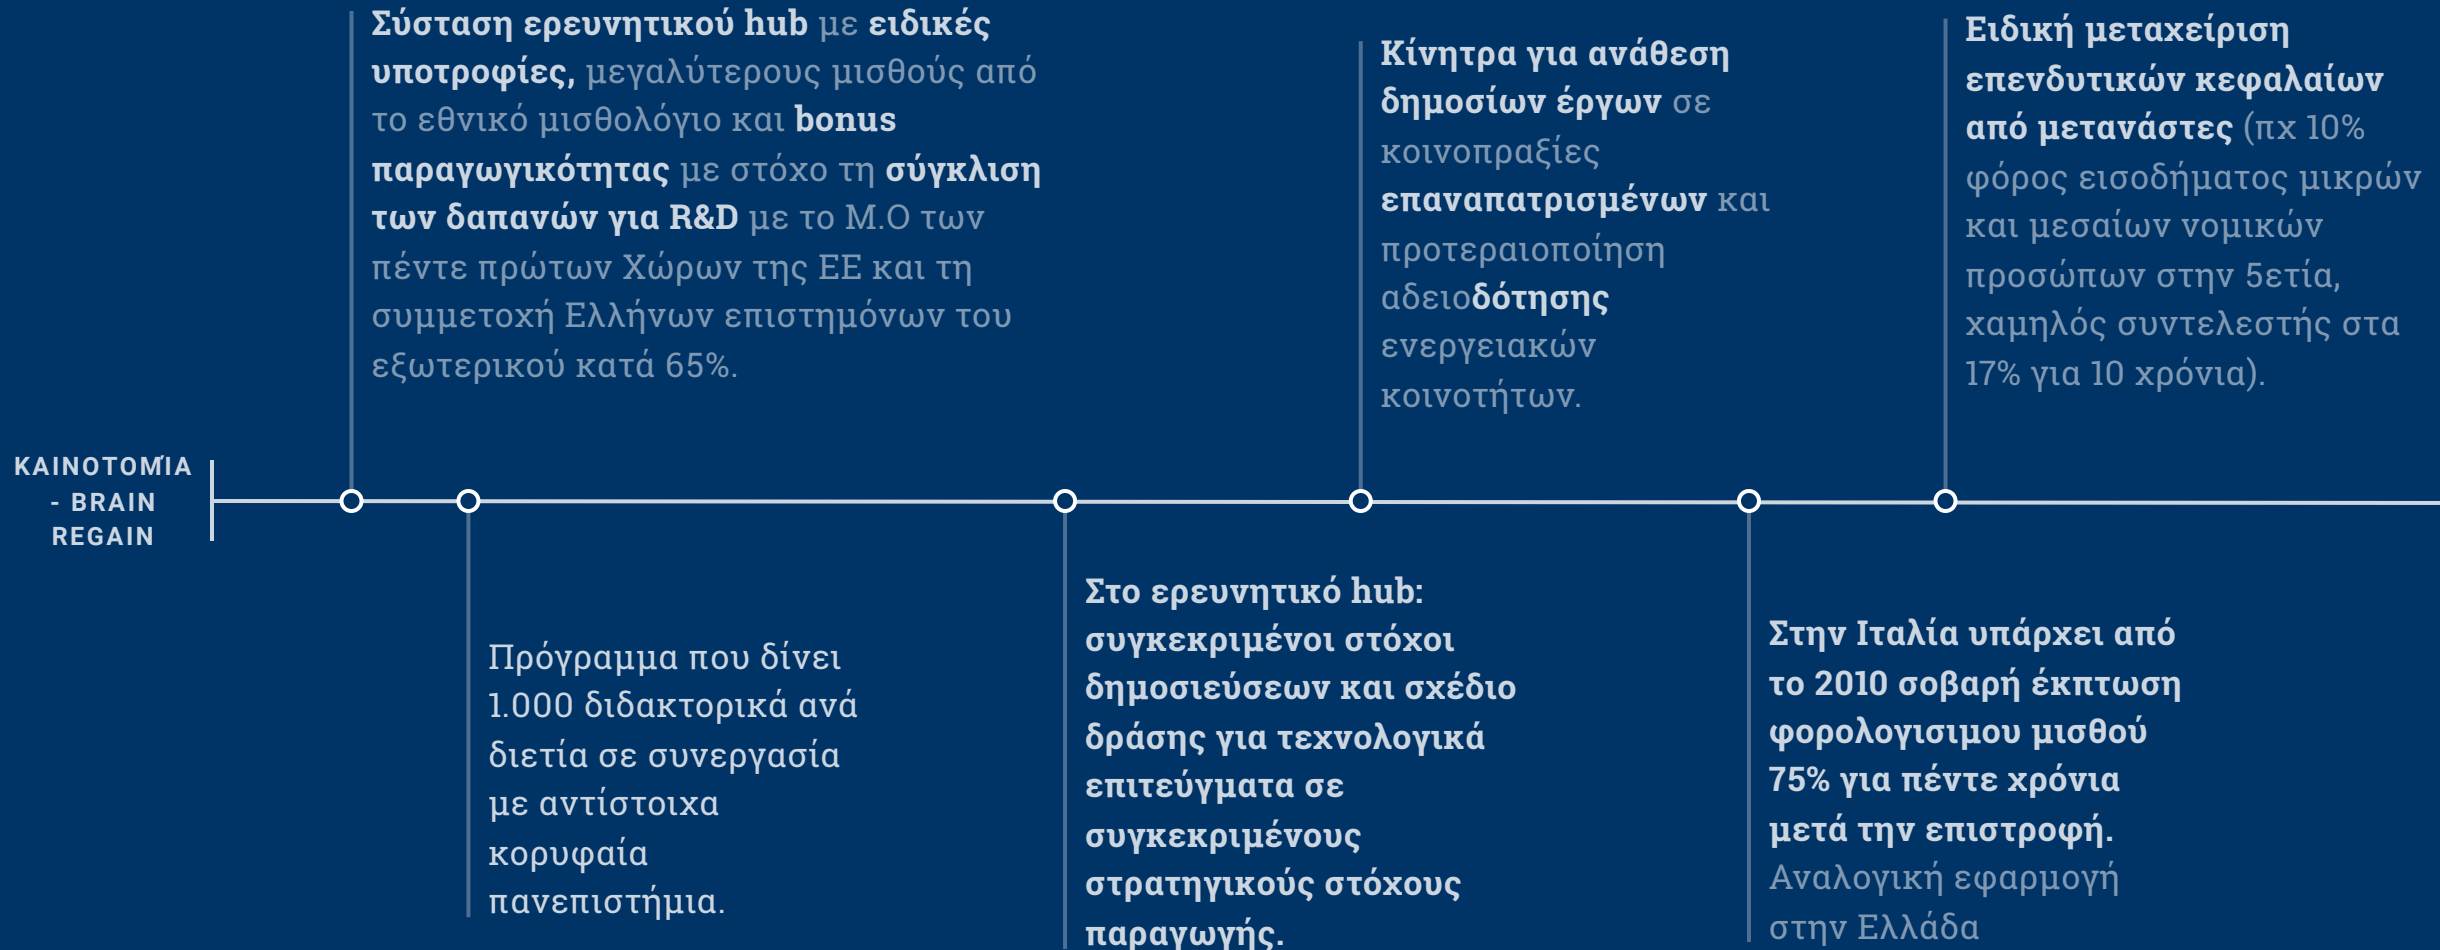 Σύσταση ερευνητικού hub με ειδικές
υποτροφίες, μεγαλύτερους μισθούς από
το εθνικό μισθολόγιο και bonus
παραγωγικότητας με στόχο τη σύγκλιση
των δαπανών για R&D με το Μ.Ο των
πέντε πρώτων Χώρων της ΕΕ και τη
συμμετοχή Ελλήνων επιστημόνων του
εξωτερικού κατά 65%.
Κίνητρα για ανάθεση
δημοσίων έργων σε
κοινοπραξίες
επαναπατρισμένων και
προτεραιοποίηση
αδειοδότησης
ενεργειακών
κοινοτήτων.
Ειδική μεταχείριση
επενδυτικών κεφαλαίων
από μετανάστες (πχ 10%
φόρος εισοδήματος μικρών
και μεσαίων νομικών
προσώπων στην 5ετία,
χαμηλός συντελεστής στα
17% για 10 χρόνια).
ΚΑΙΝΟΤΟΜΊΑ
- BRAIN
REGAIN
Πρόγραμμα που δίνει
1.000 διδακτορικά ανά
διετία σε συνεργασία
με αντίστοιχα
κορυφαία
πανεπιστήμια.
Στο ερευνητικό hub:
συγκεκριμένοι στόχοι
δημοσιεύσεων και σχέδιο
δράσης για τεχνολογικά
επιτεύγματα σε
συγκεκριμένους
στρατηγικούς στόχους
παραγωγής.
Στην Ιταλία υπάρχει από
το 2010 σοβαρή έκπτωση
φορολογισιμου μισθού
75% για πέντε χρόνια
μετά την επιστροφή.
Αναλογική εφαρμογή
στην Ελλάδα